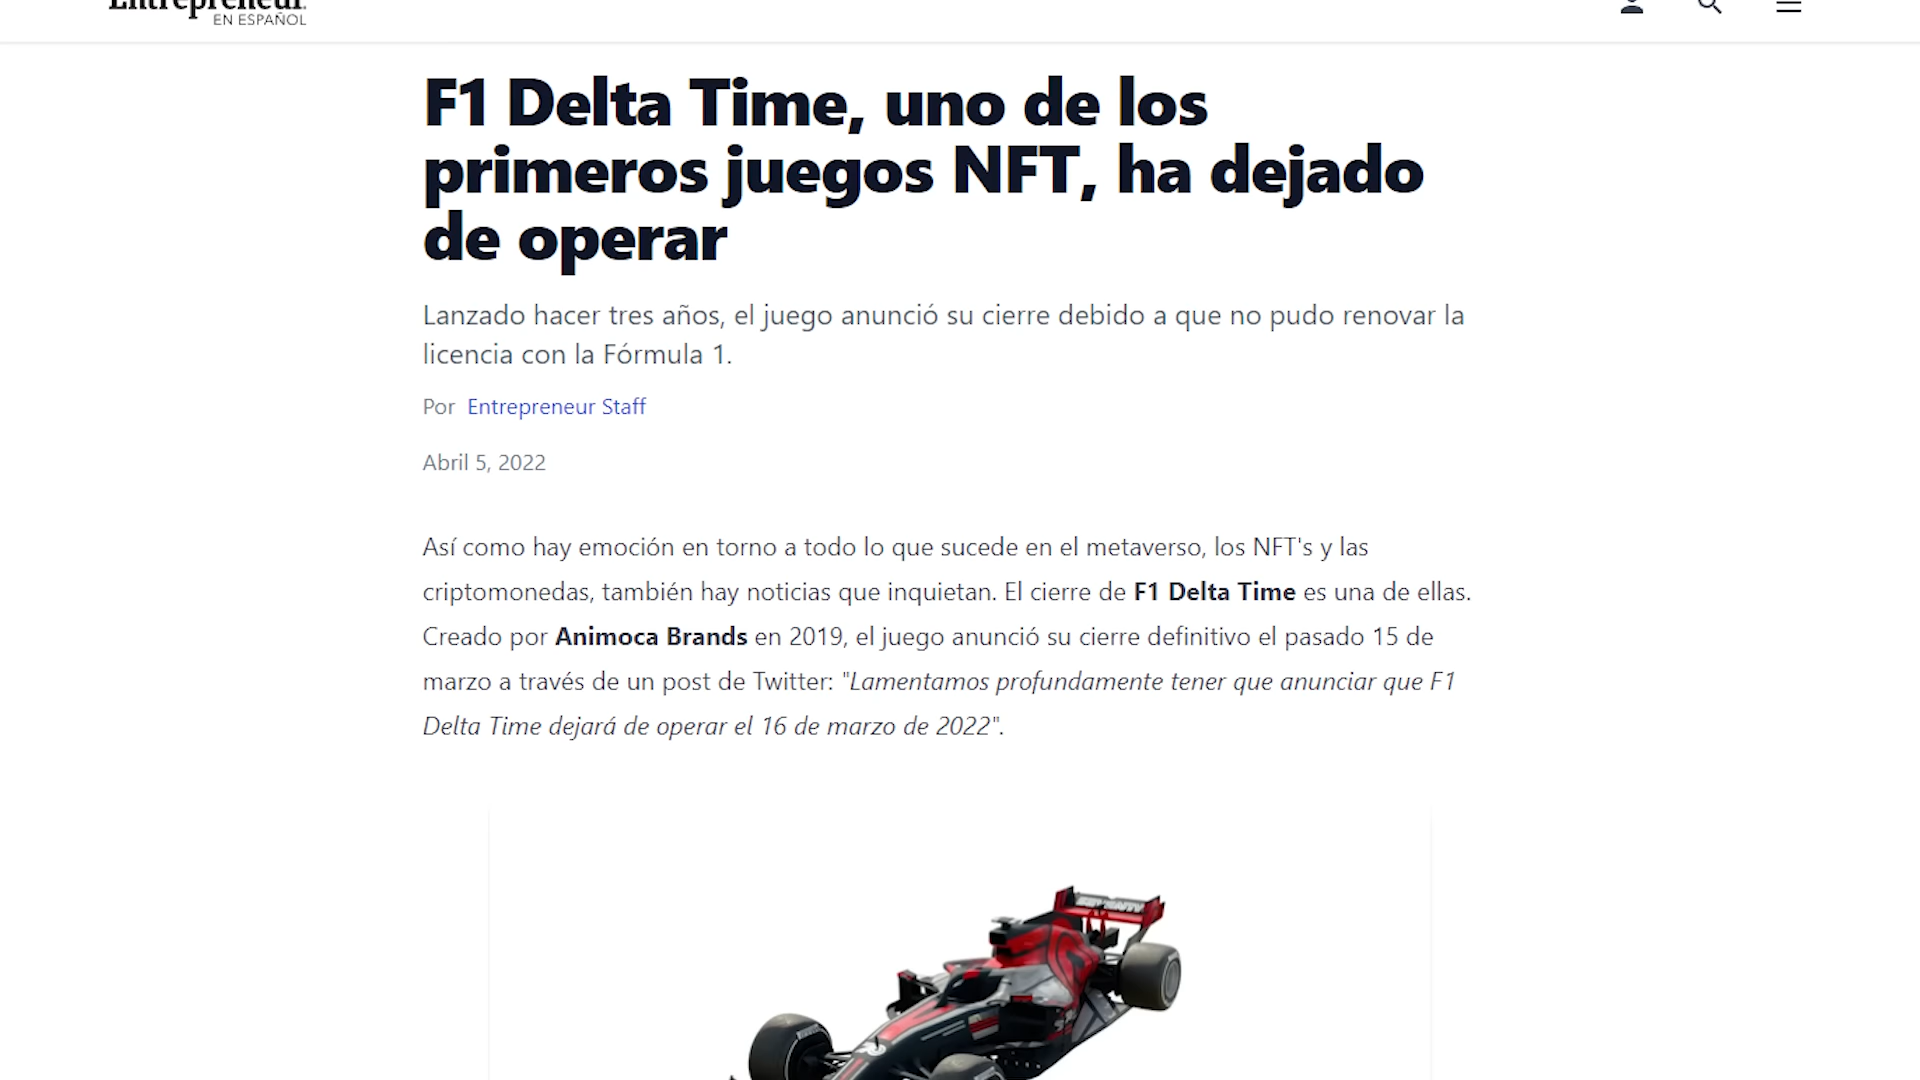 Entrepreneur
EN ESPAÑOL
F1 Delta Time, uno de los
primeros juegos NFT, ha dejado
de operar
Lanzado hacer tres años, el juego anunció su cierre debido a que no pudo renovar la
licencia con la Fórmula 1.
Por Entrepreneur Staff
Abril 5, 2022
Así como hay emoción en torno a todo lo que sucede en el metaverso, los NFT's y las
criptomonedas, también hay noticias que inquietan. El cierre de F1 Delta Time es una de ellas.
Creado por Animoca Brands en 2019, el juego anunció su cierre definitivo el pasado 15 de
marzo a través de un post de Twitter: "Lamentamos profundamente tener que anunciar que F1
Delta Time dejará de operar el 16 de marzo de 2022".